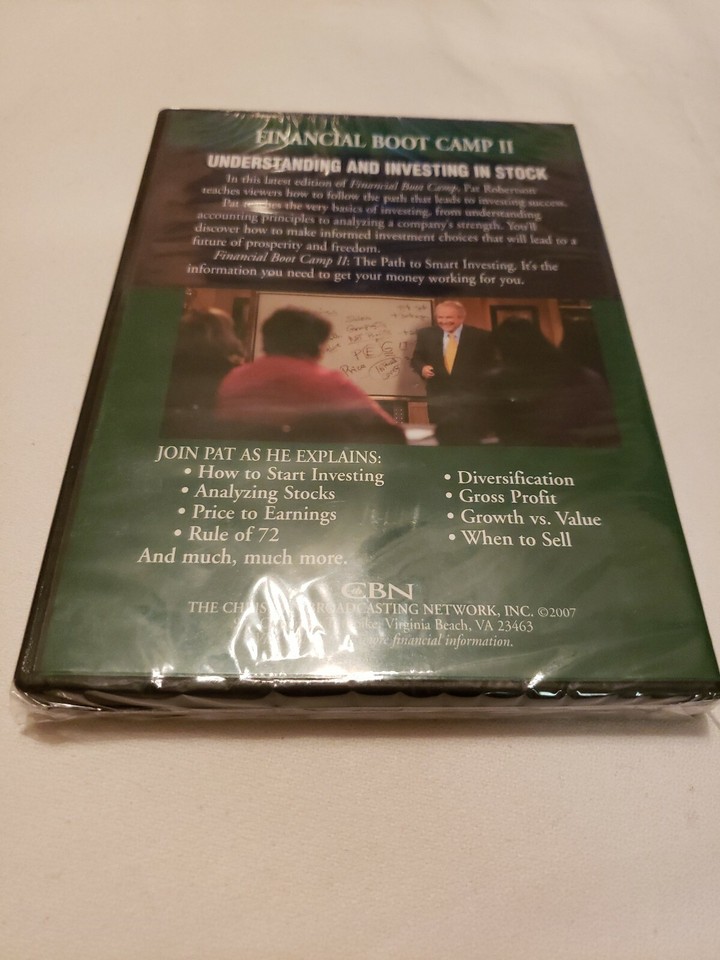 FINANCIAL BOOT CAMP II
UNDERSTANDING AND INVESTING IN STOCK
In this latest edition of Financial Boot Camp, Pat Robertson
teaches viewers how to follow the path that leads to investing success.
Pat teaches the very basics of investing, from understanding
accounting principles to analyzing a company's strength. You'll
discover how to make informed investment choices that will lead to a
future of prosperity and freedom.
Financial Boot Camp II: The Path to Smart Investing. It's the
information you need to get your money working for you.
Sales
PEG
Price
JOIN PAT AS HE EXPLAINS:
• How to Start Investing
• Analyzing Stocks
• Price to Earnings
• Rule of 72
And much, much more.
• Diversification
• Gross Profit
• Growth vs. Value
• When to Sell
CBN
THE CHRISTIAN BROADCASTING NETWORK, INC. ©2007
Virginia Beach, VA 23463
more financial information.